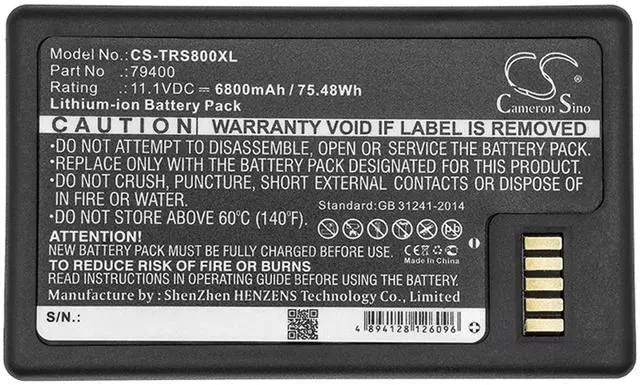 Model No.:CS-TRS800XL
Part No :79400
Rating :11.1VDC⎓6800mAh / 75.48Wh
Lithium-ion Battery Pack
CS
Cameron Sino
CAUTION WARRANTY VOID IF LABEL IS REMOVED!
·DO NOT ATTEMPT TO DISASSEMBLE, OPEN OR SERVICE THE BATTERY PACK.
·REPLACE ONLY WITH THE BATTERY PACK DESIGNATED FOR THIS PRODUCT.
·DO NOT CRUSH, PUNCTURE, SHORT EXTERNAL CONTACTS OR DISPOSE OF
IN FIRE OR WATER.
Standard:GB 31241-2014
·DO NOT STORE ABOVE 60℃ (140℉).
ATTENTION!
NEW BATTERY PACK MUST BE FULLY CHARGED BEFORE USE.
TO REDUCE RISK OF FIRE OR BURNS
READ INSTRUCTIONS IN OPERATING GUIDE BEFORE USING THE BATTERY.
CE
Made In China
Manufacture by : ShenZhen HENZENS Technology Co., Limited
S/N.:
4 894128 126096